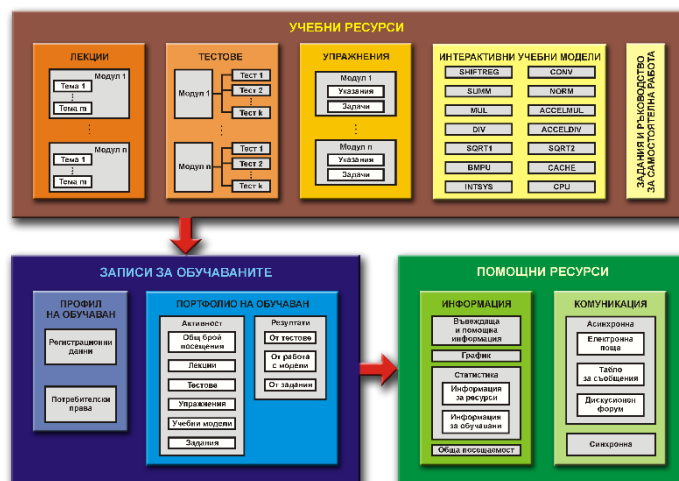 УЧЕБНИ РЕСУРСИ
ЛЕКЦИИ
Модул 1
Тема 1
Тема m
Модул n
Тема 1
Тема m
ТЕСТОВЕ
Модул 1
Тест 1
Тест 2
Тест k
Модул n
Тест 1
Тест 2
Тест k
УПРАЖНЕНИЯ
Модул 1
Указания
Задачи
Модул n
Указания
Задачи
ИНТЕРАКТИВНИ УЧЕБНИ МОДЕЛИ
SHIFTREG
CONV
SUMM
NORM
MUL
ACCELMUL
DIV
ACCELDIV
SQRT1
SQRT2
BMPU
CACHE
INTSYS
CPU
ЗАДАНИЯ И РЪКОВОДСТВО
ЗА САМОСТОЯТЕЛНА РАБОТА
ЗАПИСИ ЗА ОБУЧАВАНИТЕ
ПРОФИЛ
НА ОБУЧАВАН
Регистрационни
данни
Потребителски
права
ПОРТФОЛИО НА ОБУЧАВАН
Активност
Общ брой
посещения
Лекции
Тестове
Упражнения
Учебни модели
Задания
Резултати
От тестове
От работа
с модели
От задания
ПОМОЩНИ РЕСУРСИ
ИНФОРМАЦИЯ
Въвеждаща
и помощна
информация
График
Статистика
Информация
за ресурси
Информация
за обучавани
Обща посещаемост
КОМУНИКАЦИЯ
Асинхронна
Електронна
поща
Табло
за съобщения
Дискусионен
форум
Синхронна